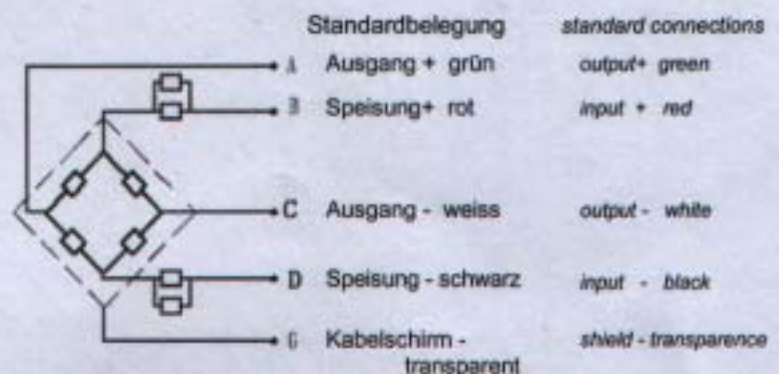 Standardbelegung standard connections
A Ausgang + grün output+ green
B Speisung+ rot input + red
C Ausgang - weiss output - white
D Speisung - schwarz input - black
G Kabelschirm - shield - transparence
transparent